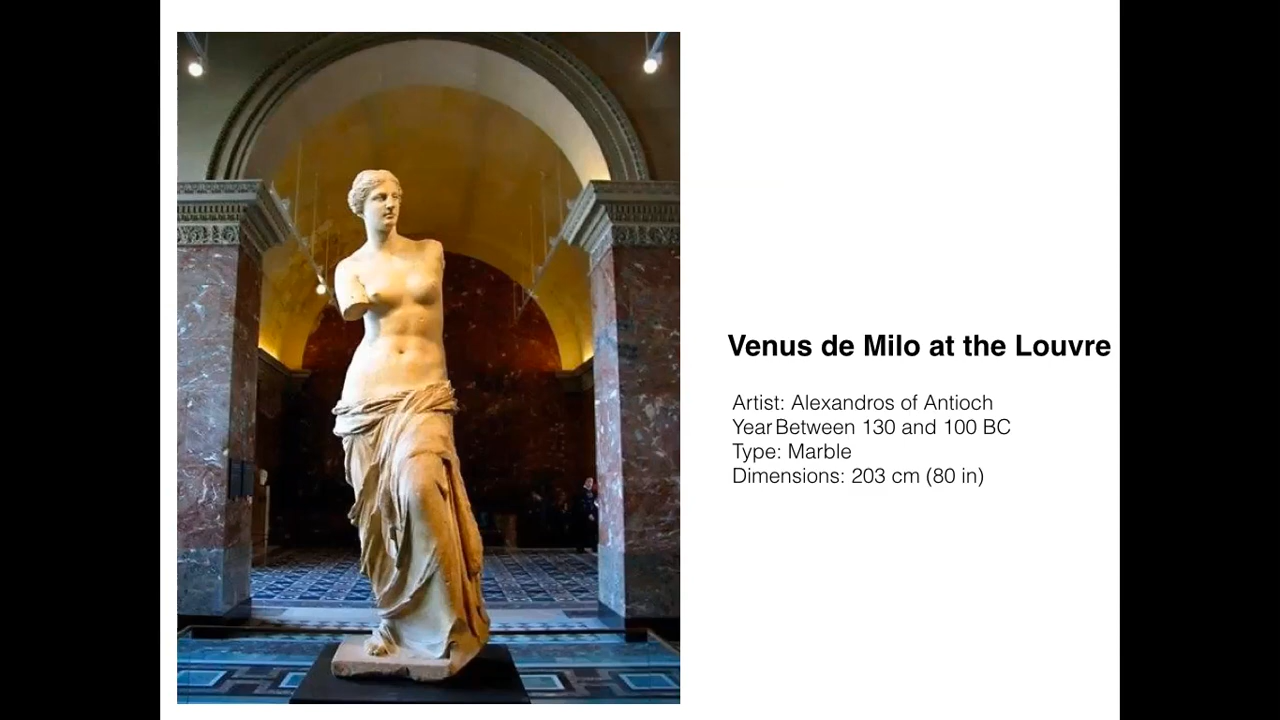 Venus de Milo at the Louvre
Artist: Alexandros of Antioch
Year Between 130 and 100 BC
Type: Marble
Dimensions: 203 cm (80 in)